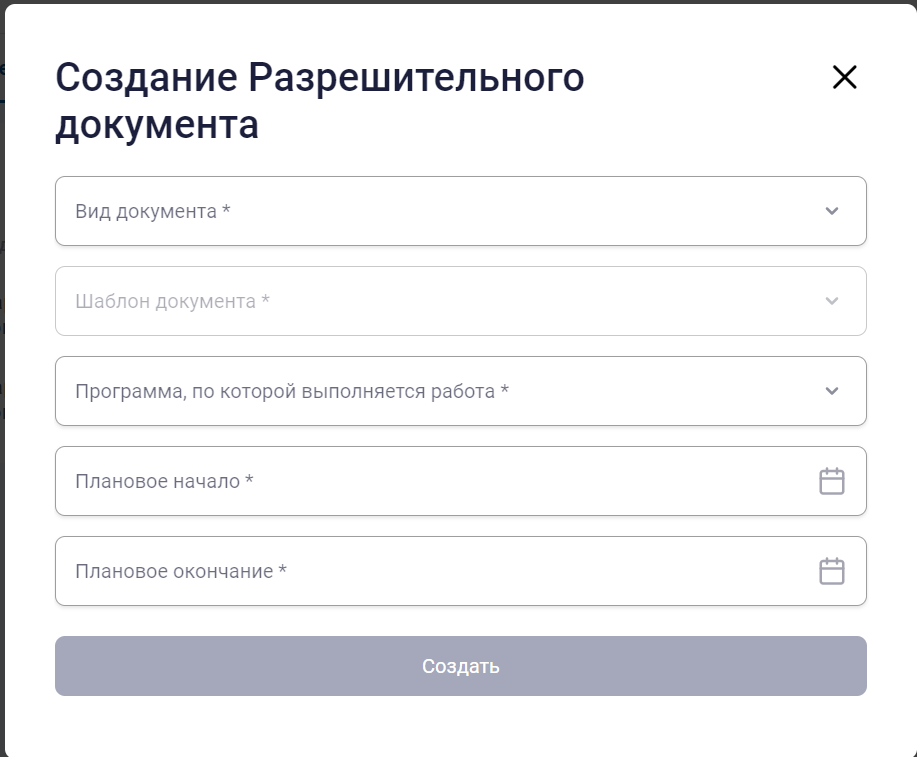 Создание Разрешительного
документа
Вид документа *
Шаблон документа *
Программа, по которой выполняется работа *
Плановое начало *
Плановое окончание *
Создать